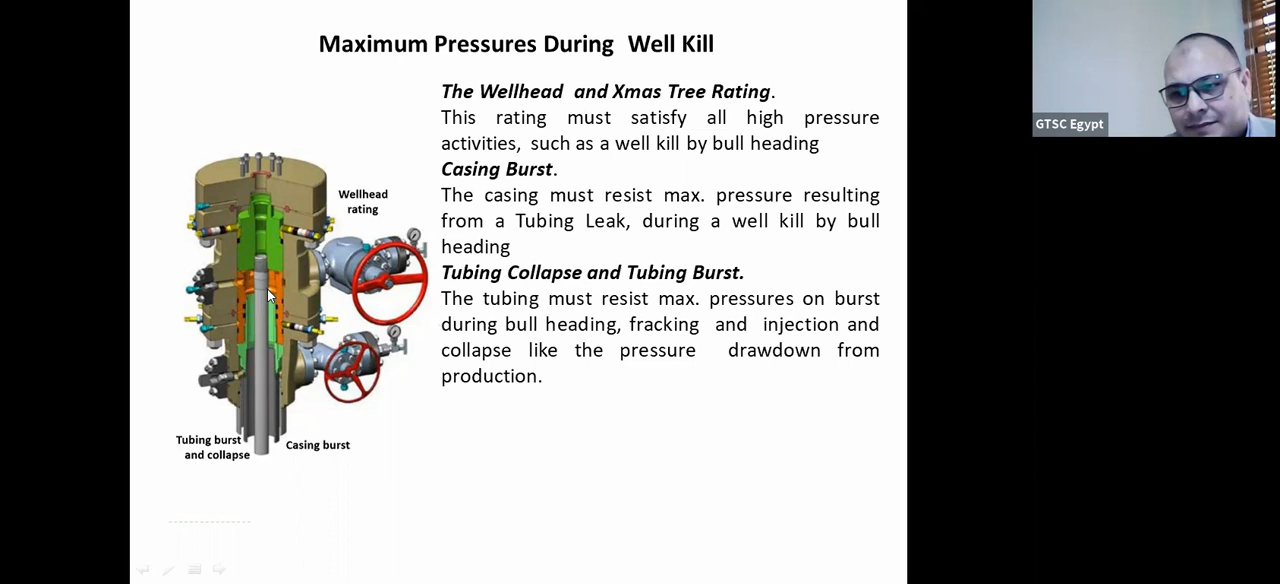 Maximum Pressures During Well Kill
The Wellhead and Xmas Tree Rating.
This rating must satisfy all high pressure
activities, such as a well kill by bull heading
Casing Burst.
The casing must resist max. pressure resulting
from a Tubing Leak, during a well kill by bull
heading
Tubing Collapse and Tubing Burst.
The tubing must resist max. pressures on burst
during bull heading, fracking and injection and
collapse like the pressure drawdown from
production.
Wellhead
rating
Tubing burst
and collapse
Casing burst
GTSC Egypt